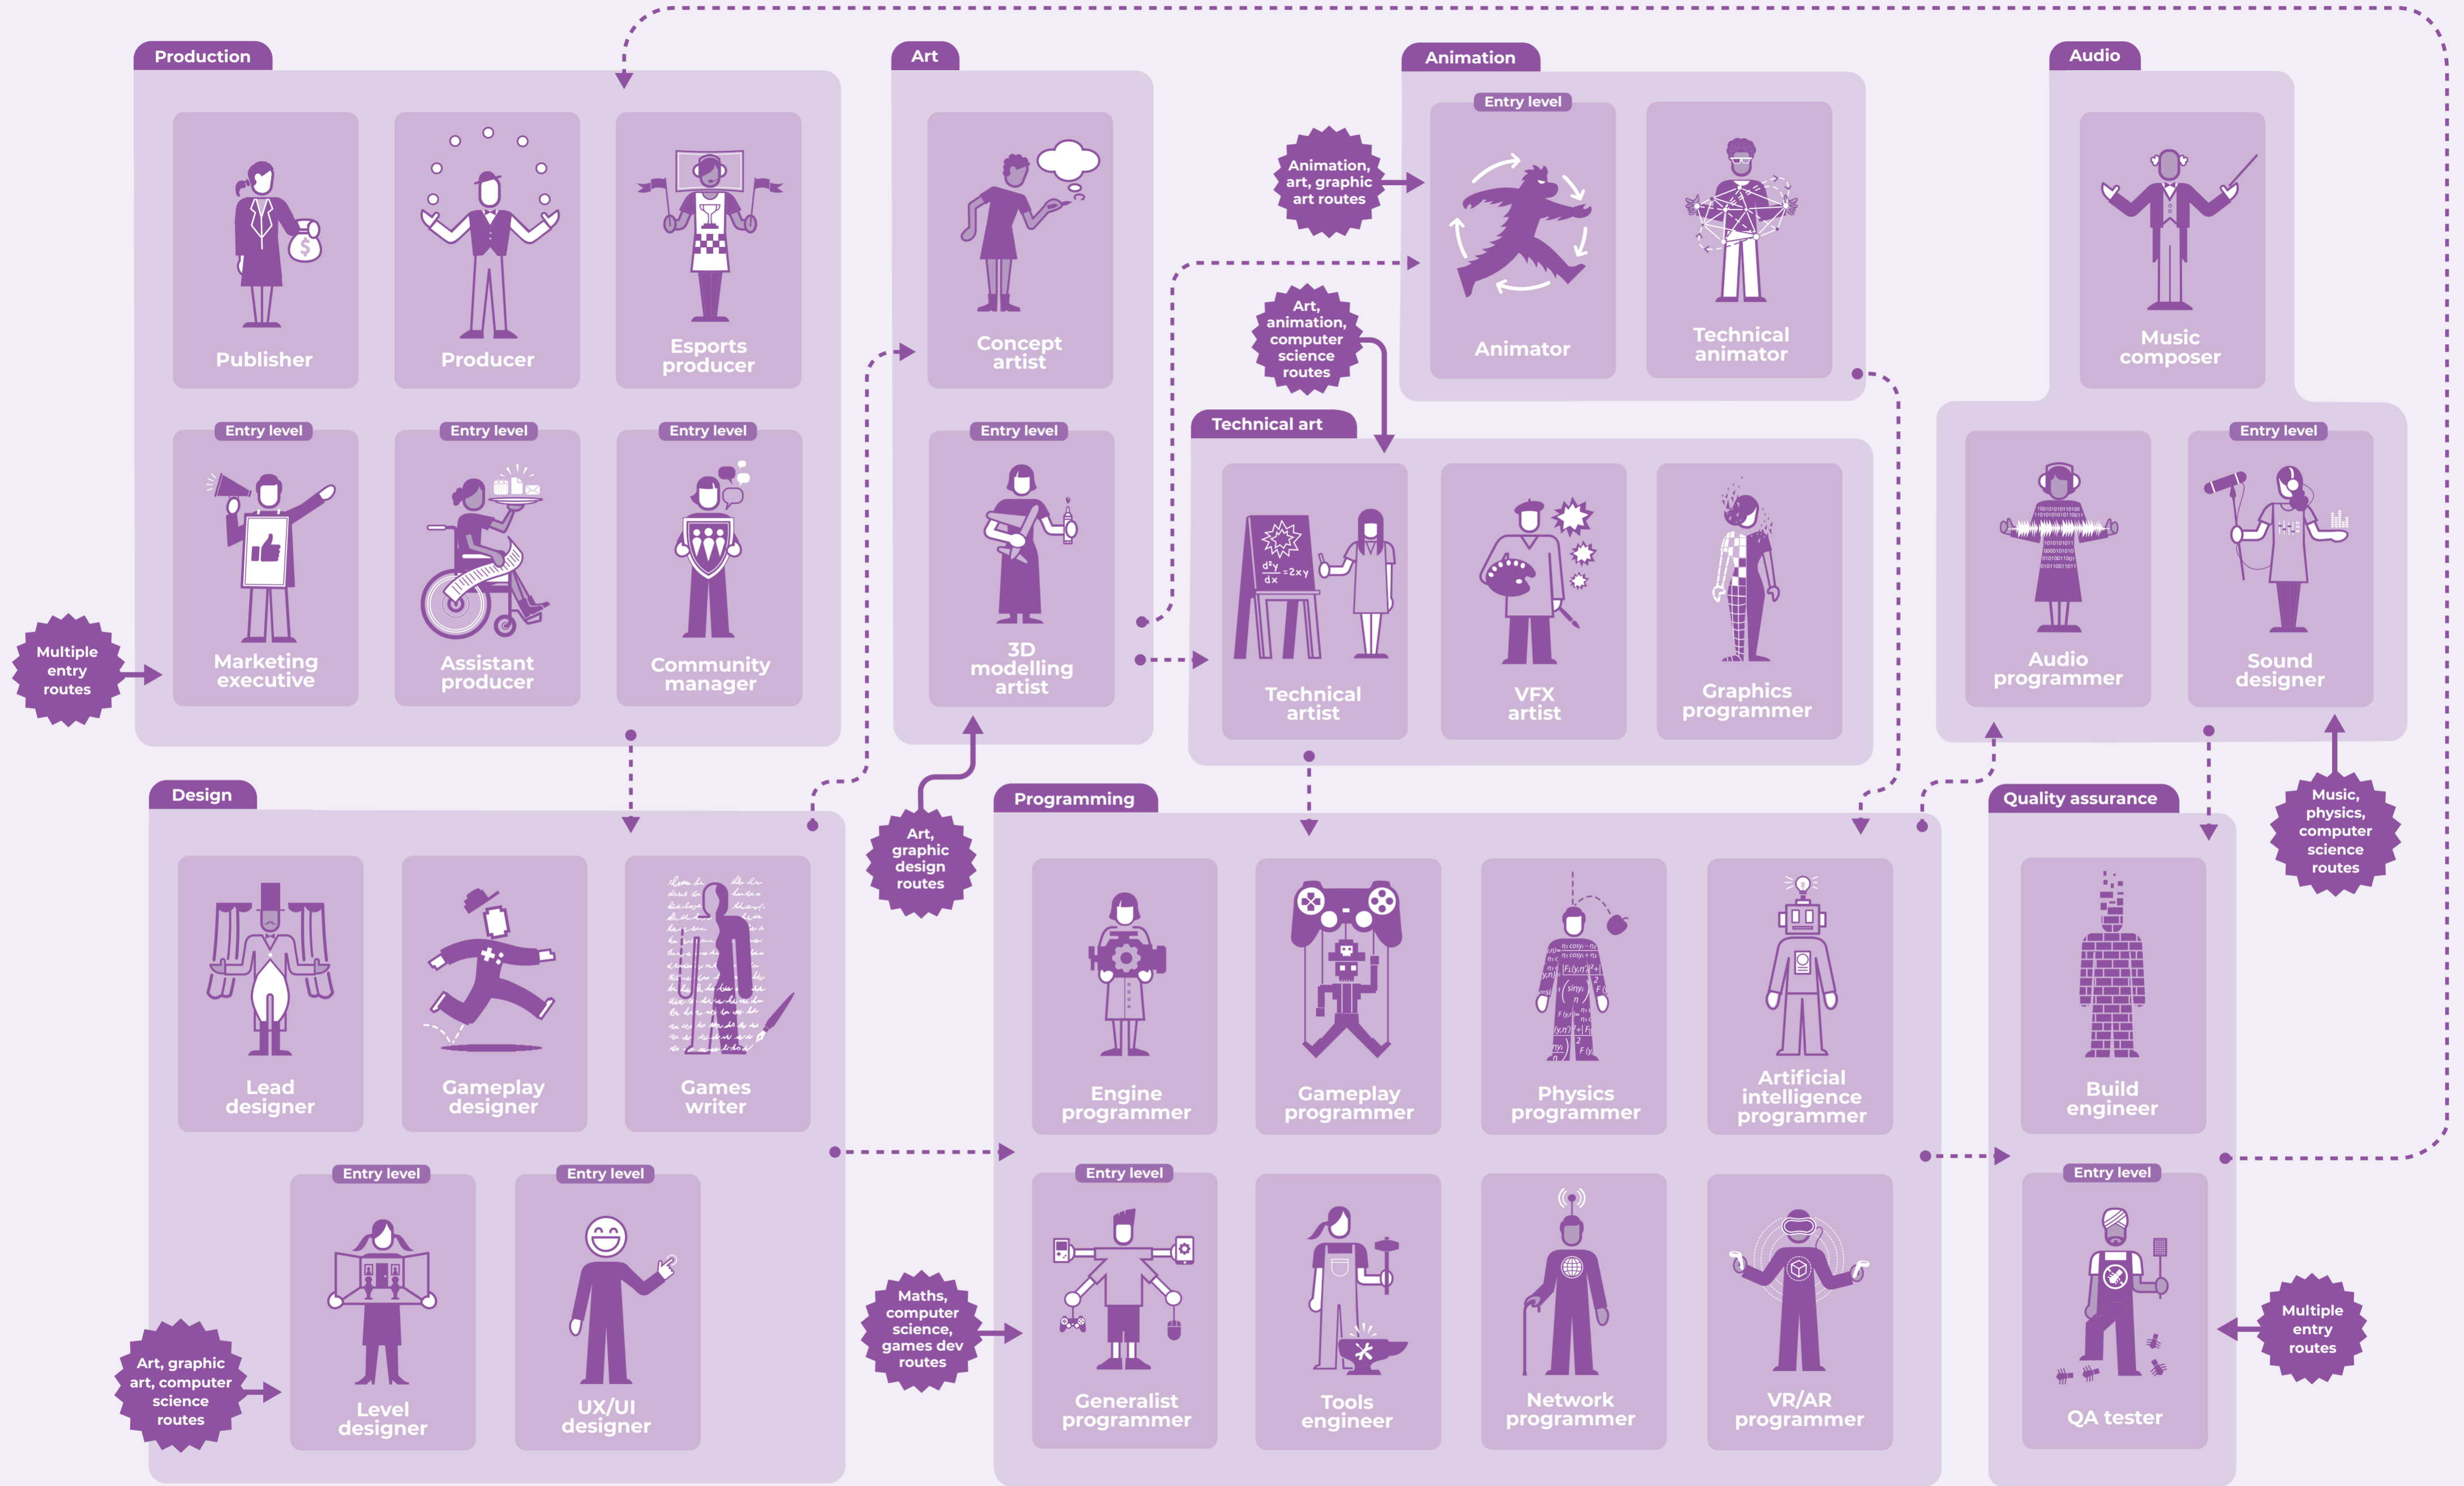 Production
Publisher
Producer
Esports
producer
Entry level
Marketing
executive
Entry level
Assistant
producer
Entry level
Community
manager
Multiple
entry
routes
Art
Concept
artist
Entry level
3D
modelling
artist
Art,
graphic
design
routes
Animation
Entry level
Animator
Technical
animator
Animation,
art, graphic
art routes
Art,
animation,
computer
science
routes
Technical art
d²y
dx
=2xy
Technical
artist
VFX
artist
Graphics
programmer
Audio
Music
composer
Audio
programmer
Entry level
Sound
designer
Music,
physics,
computer
science
routes
Design
Lead
designer
Gameplay
designer
Games
writer
Entry level
Level
designer
Entry level
UX/UI
designer
Art, graphic
art, computer
science
routes
Programming
Engine
programmer
Gameplay
programmer
Physics
programmer
Artificial
intelligence
programmer
Entry level
Generalist
programmer
Tools
engineer
Network
programmer
VR/AR
programmer
Maths,
computer
science,
games dev
routes
Quality assurance
Build
engineer
Entry level
QA tester
Multiple
entry
routes